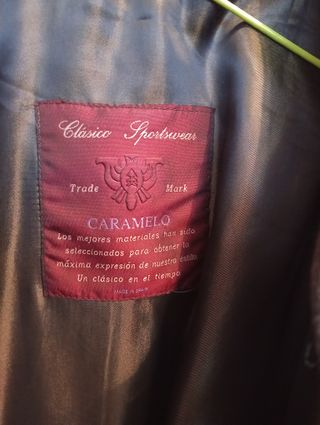 Clásico Sportswear
Trade Mark
CARAMELO
Los mejores materiales han sido
seleccionados para obtener la
máxima expresión de nuestro estilo.
Un clásico en el tiempo
MADE IN SPAIN